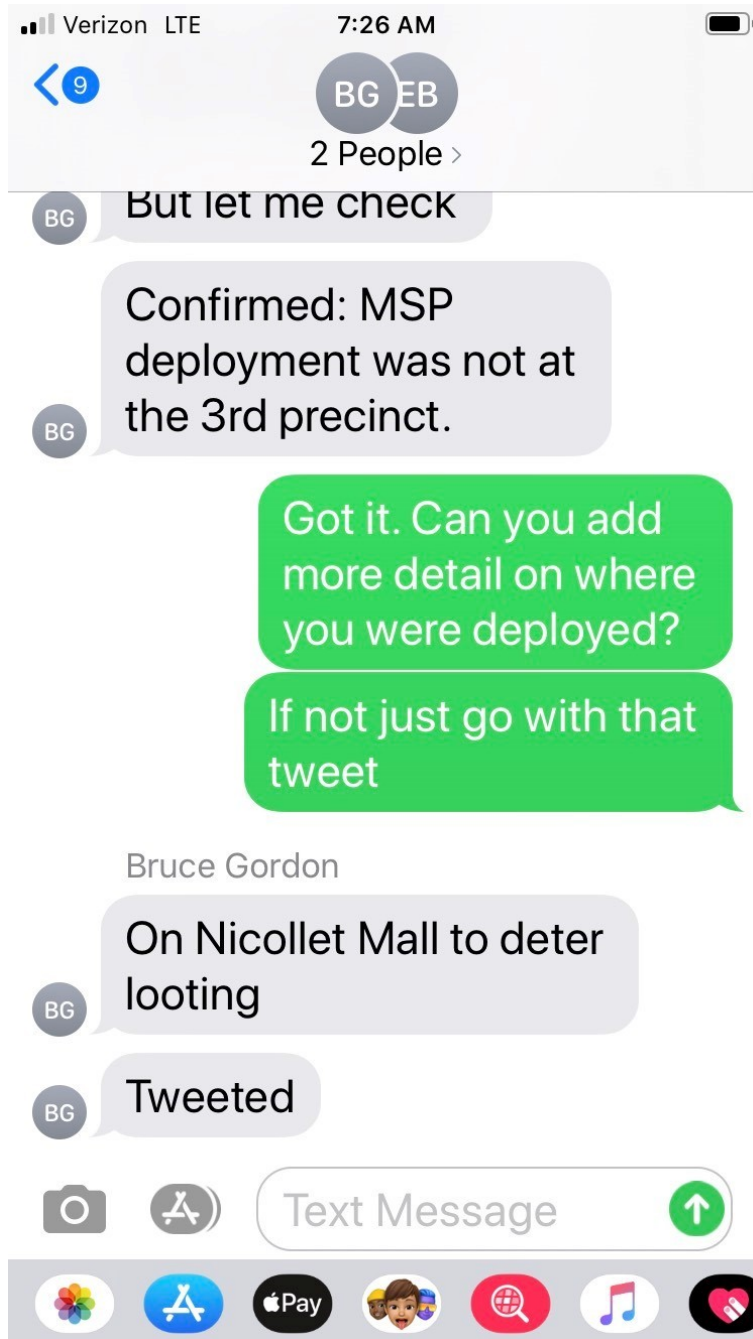 Verizon LTE
7:26 AM
9
BG
EB
2 People
But let me check
BG
Confirmed: MSP
deployment was not at
the 3rd precinct.
BG
Got it. Can you add
more detail on where
you were deployed?
If not just go with that
tweet
Bruce Gordon
On Nicollet Mall to deter
looting
BG
Tweeted
BG
Text Message
Pay